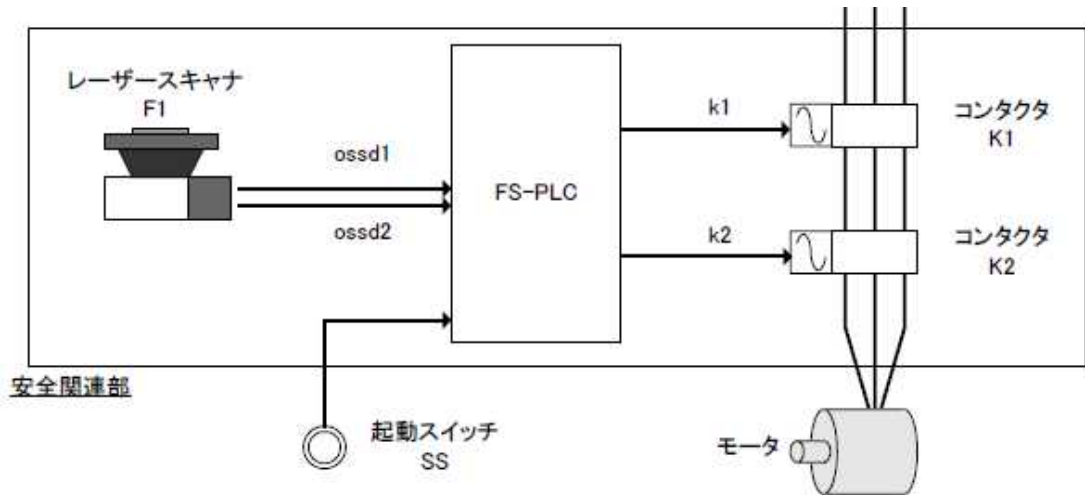 レーザースキャナ
F1
ossd1
ossd2
FS-PLC
k1
k2
コンタクタ
K1
コンタクタ
K2
安全関連部
起動スイッチ
SS
モータ